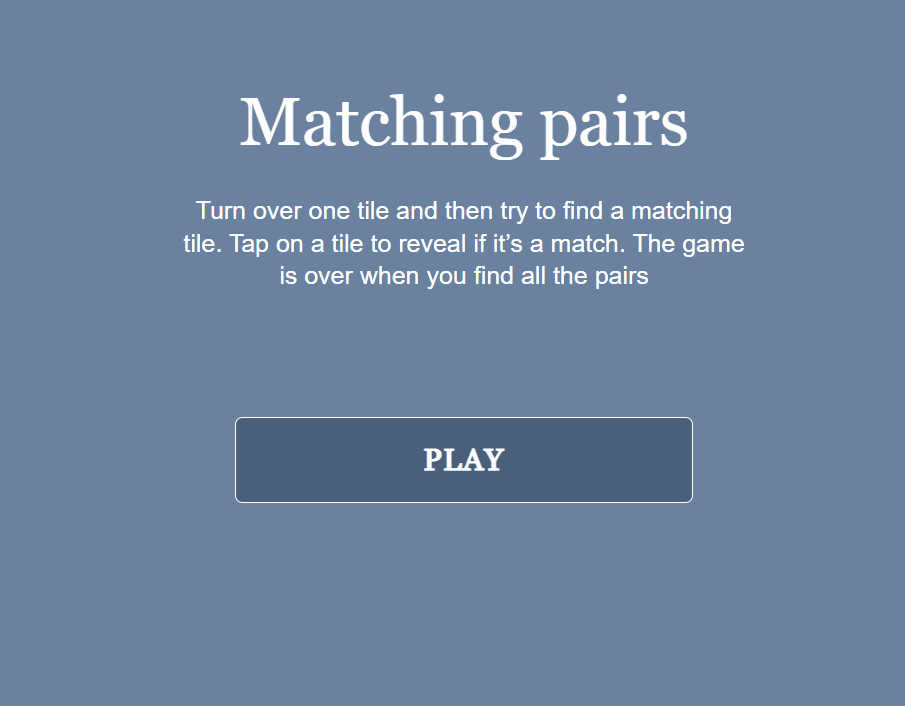 Matching pairs
Turn over one tile and then try to find a matching
tile. Tap on a tile to reveal if it’s a match. The game
is over when you find all the pairs
PLAY